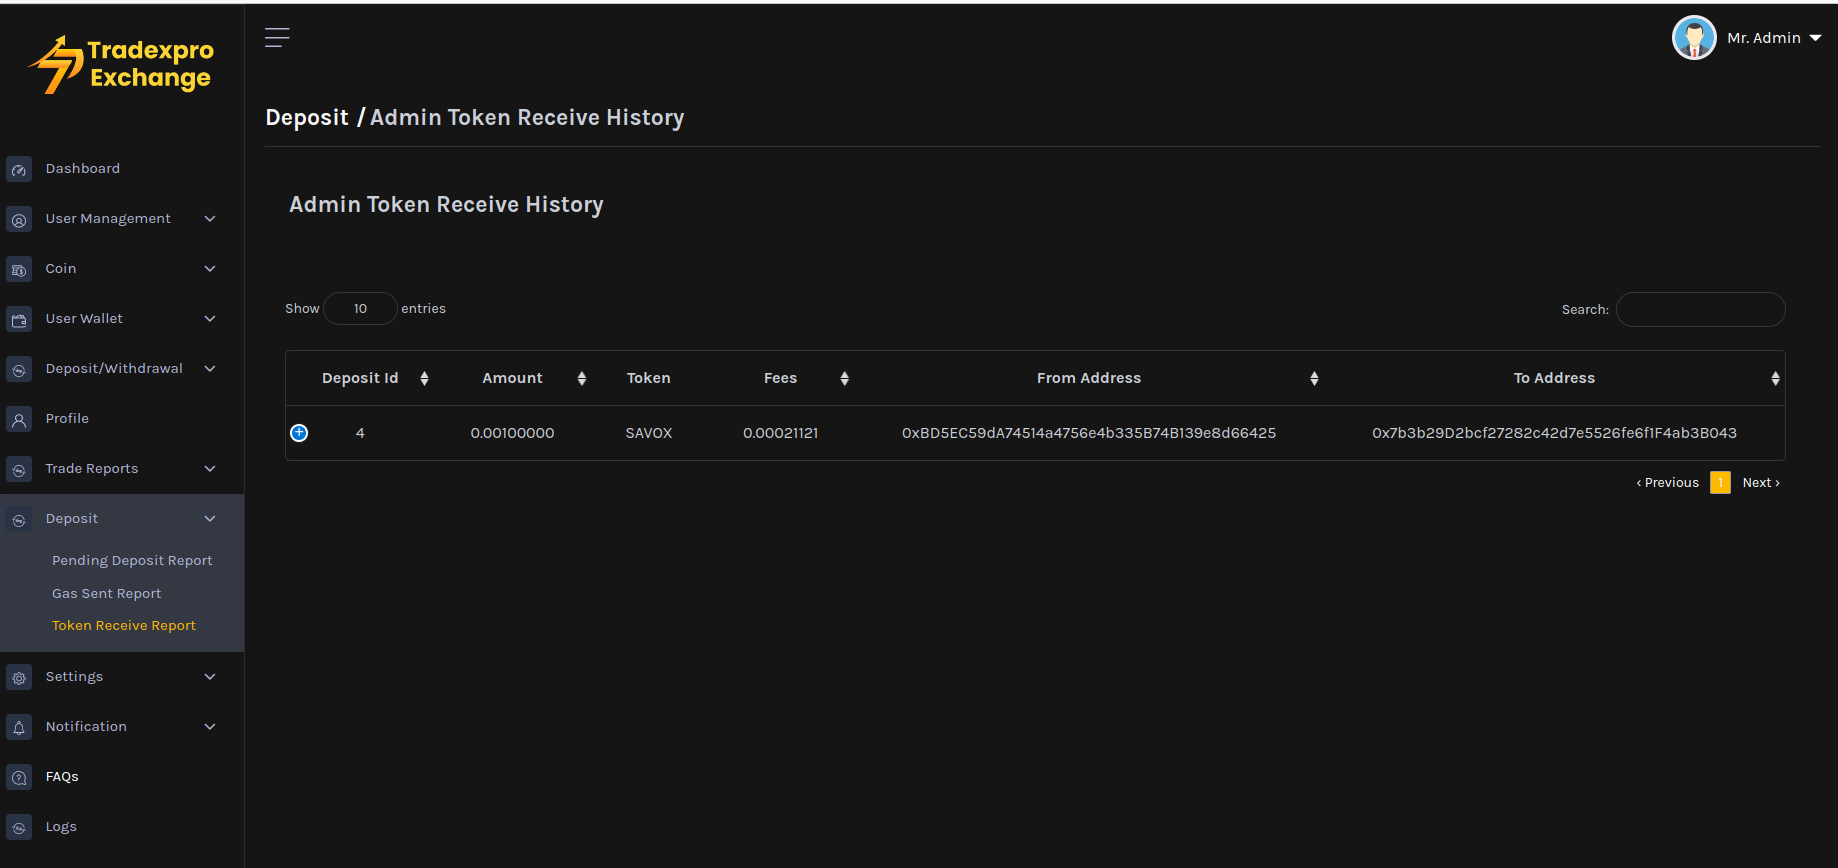 Tradexpro
Exchange
Mr. Admin
Deposit / Admin Token Receive History
Dashboard
User Management
Coin
User Wallet
Deposit/Withdrawal
Profile
Trade Reports
Deposit
Pending Deposit Report
Gas Sent Report
Token Receive Report
Settings
Notification
FAQs
Logs
Admin Token Receive History
Show 10 entries
Search:
Deposit Id Amount Token Fees From Address To Address
4 0.00100000 SAVOX 0.00021121 0xBD5EC59dA74514a4756e4b335B74B139e8d66425 0x7b3b29D2bcf27282c42d7e5526fe6f1F4ab3B043
‹ Previous 1 Next ›